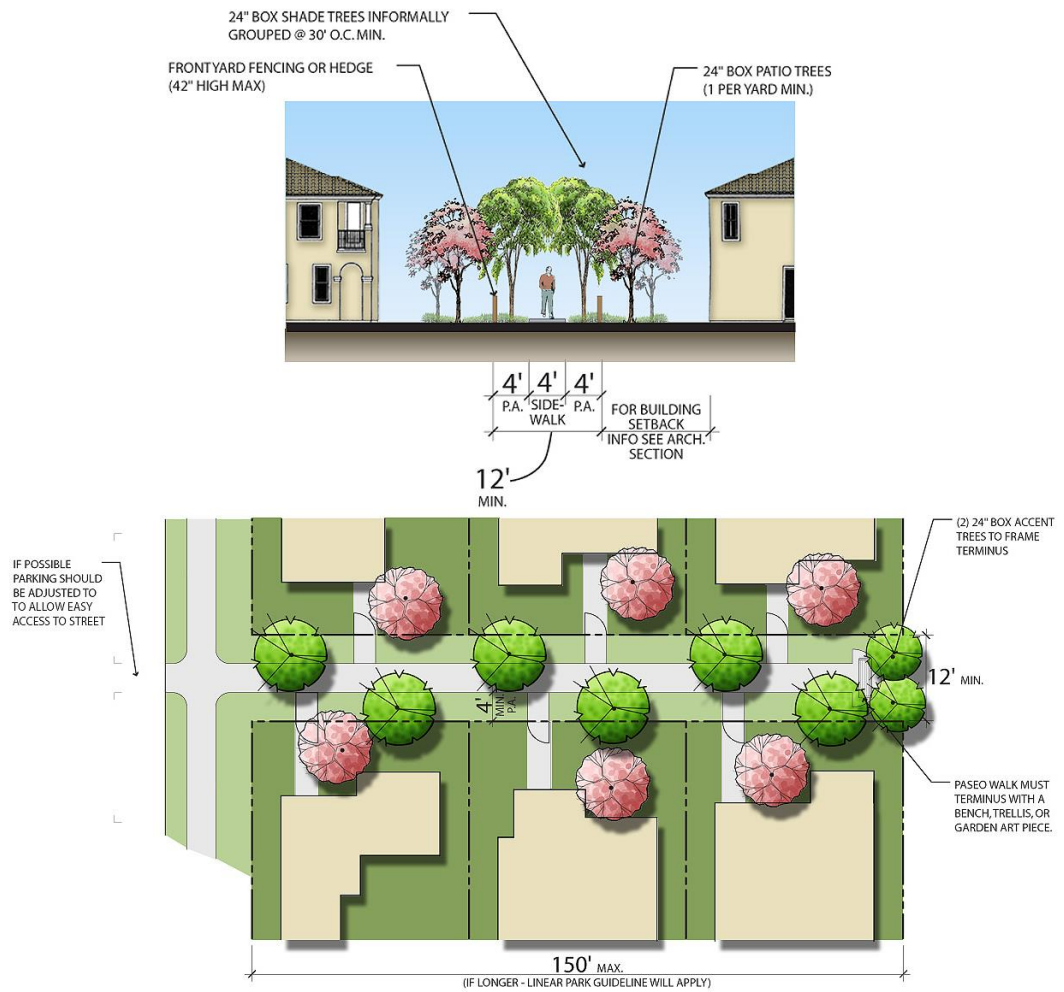 24" BOX SHADE TREES INFORMALLY
GROUPED @ 30' O.C. MIN.
FRONTYARD FENCING OR HEDGE
(42" HIGH MAX)
24" BOX PATIO TREES
(1 PER YARD MIN.)
4' 4' 4'
P.A. SIDE- P.A.
WALK
FOR BUILDING
SETBACK
INFO SEE ARCH.
SECTION
12'
MIN.
(2) 24" BOX ACCENT
TREES TO FRAME
TERMINUS
IF POSSIBLE
PARKING SHOULD
BE ADJUSTED TO
TO ALLOW EASY
ACCESS TO STREET
12' MIN.
4'
MIN.
P.A.
PASEO WALK MUST
TERMINUS WITH A
BENCH, TRELLIS, OR
GARDEN ART PIECE.
150' MAX.
(IF LONGER - LINEAR PARK GUIDELINE WILL APPLY)